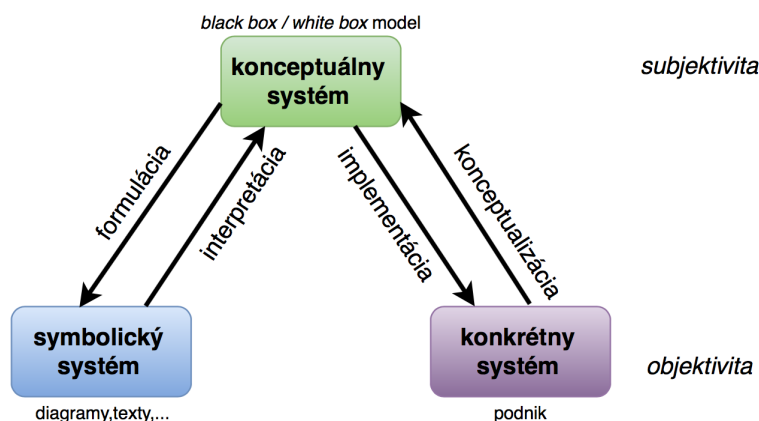 black box / white box model
konceptuálny
systém
subjektivita
formulácia
interpretácia
implementácia
konceptualizácia
symbolický
systém
konkrétny
systém
objektivita
diagramy,texty,...
podnik